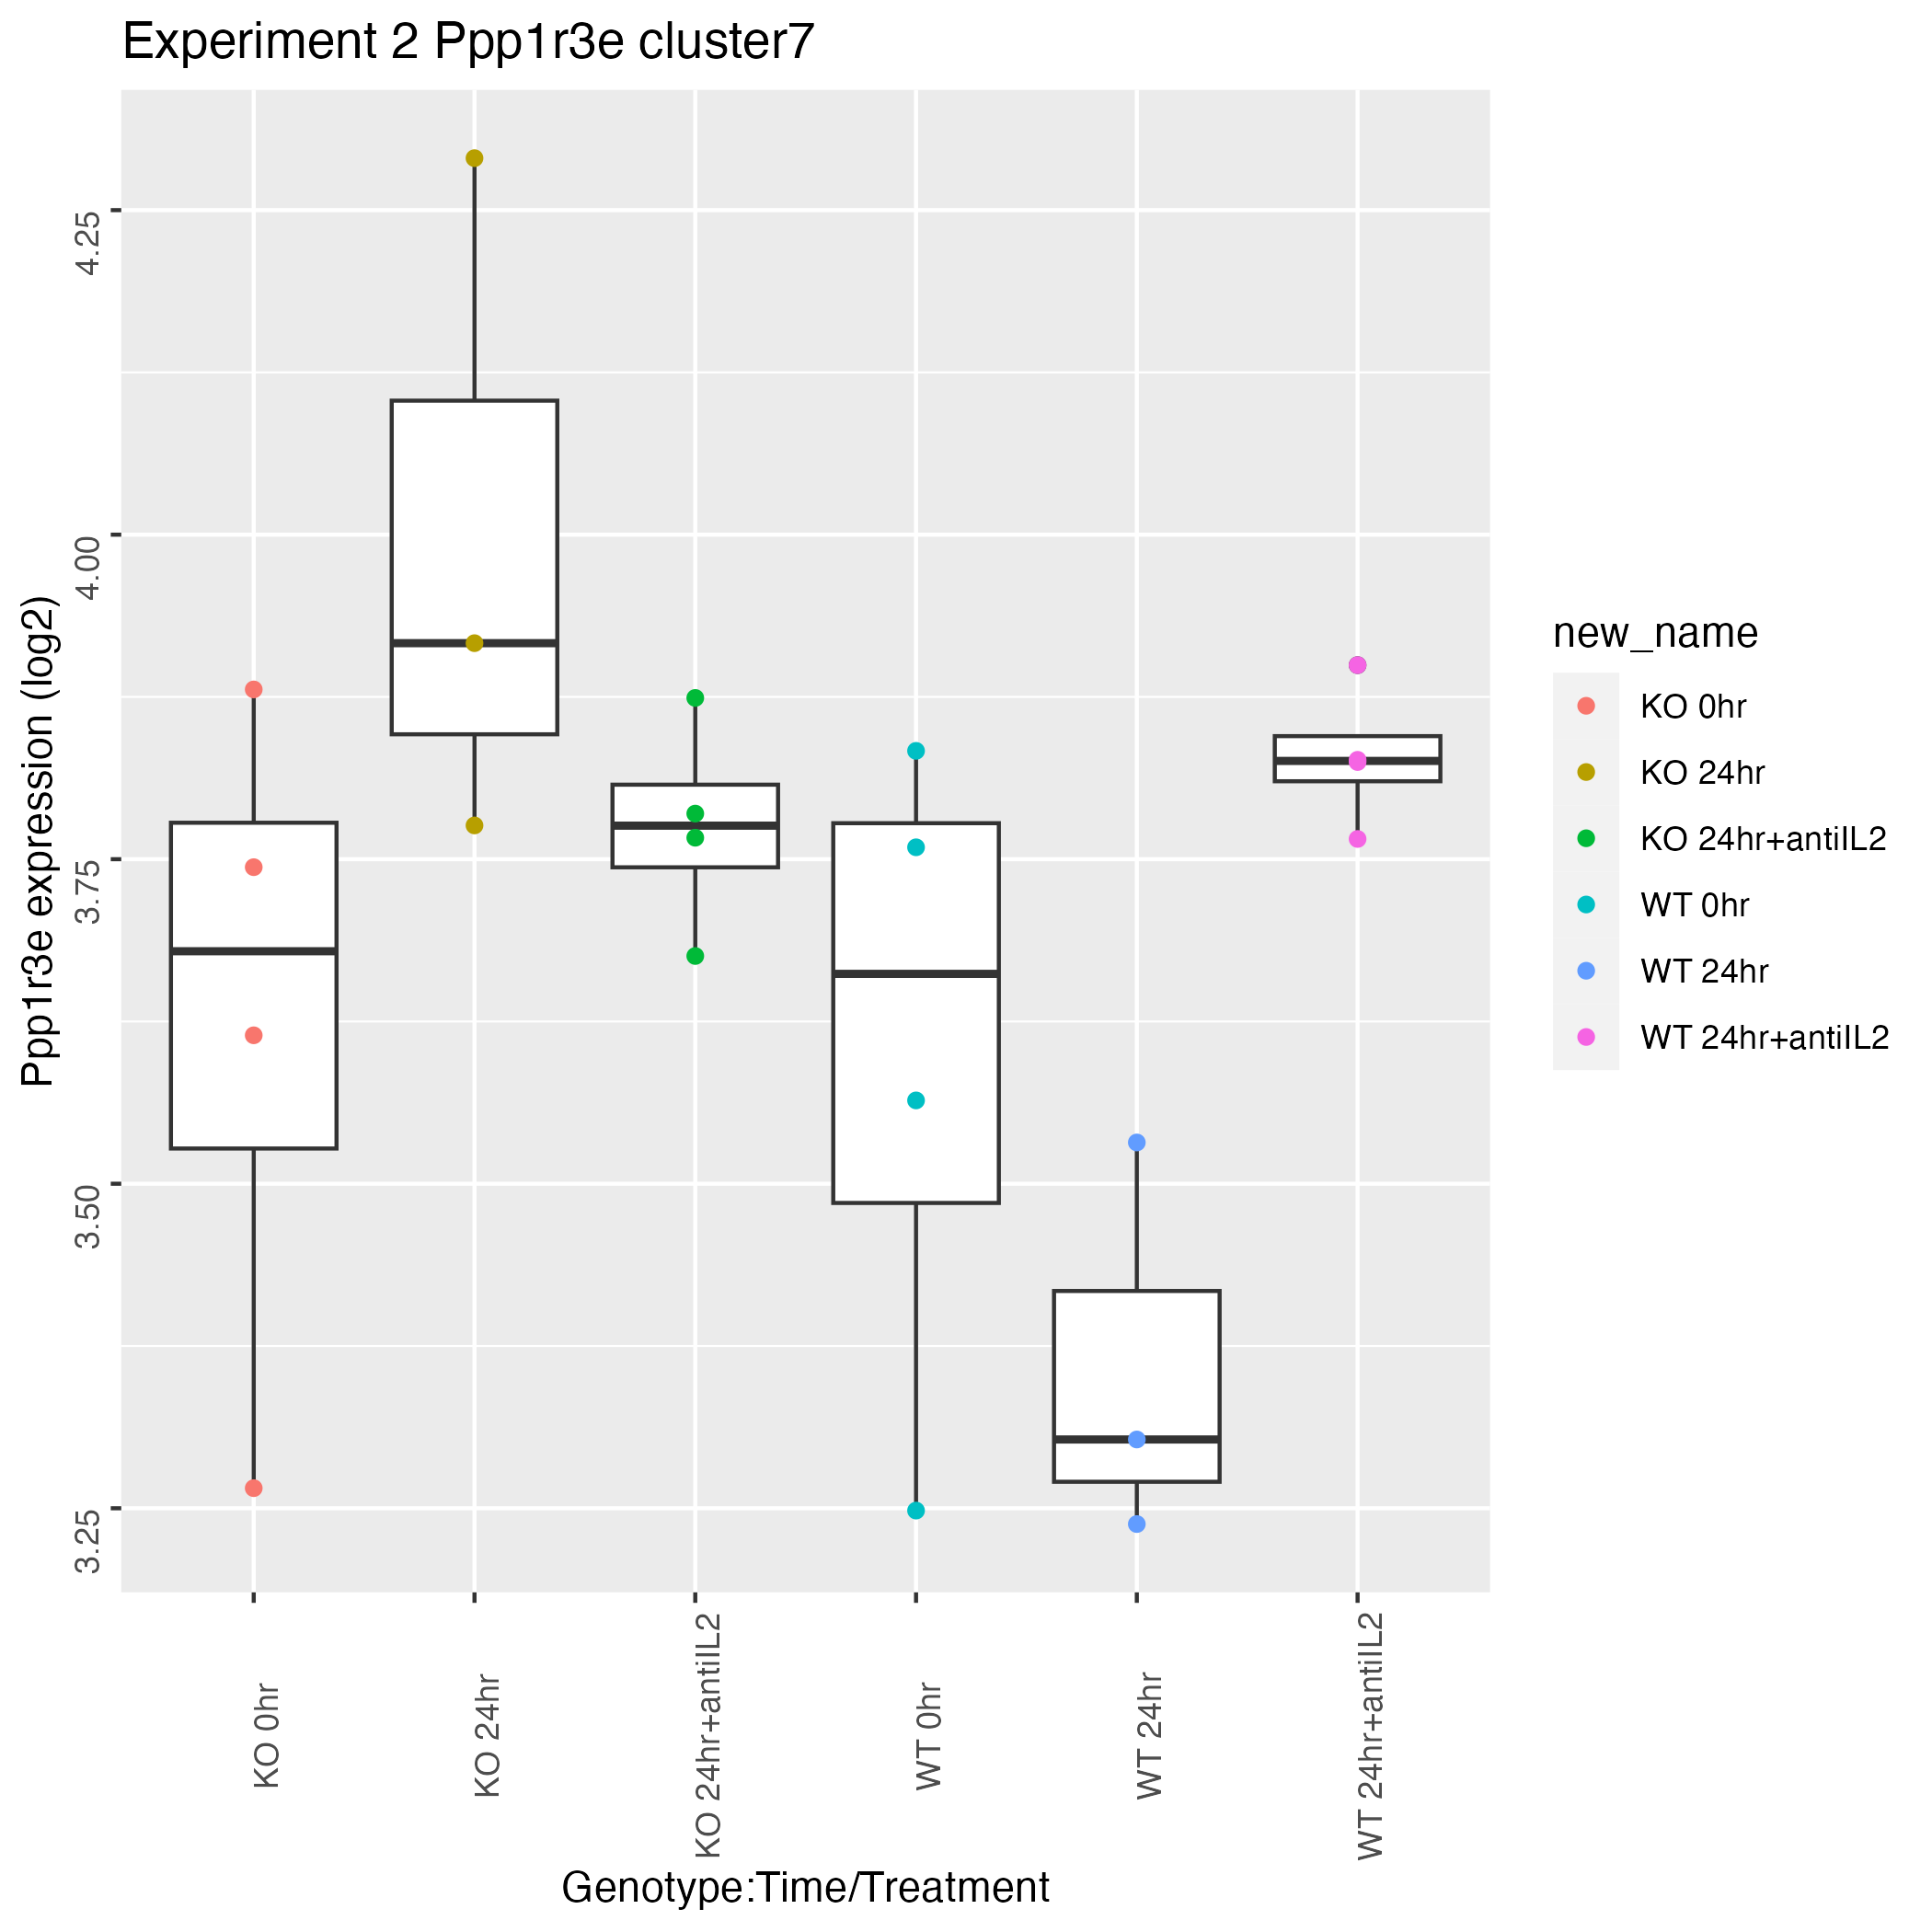 Experiment 2 Ppp1r3e cluster7
Ppp1r3e expression (log2)
4.25
4.00
3.75
3.50
3.25
KO 0hr
KO 24hr
KO 24hr+antiIL2
WT 0hr
WT 24hr
WT 24hr+antiIL2
Genotype:Time/Treatment
new_name
KO 0hr
KO 24hr
KO 24hr+antiIL2
WT 0hr
WT 24hr
WT 24hr+antiIL2